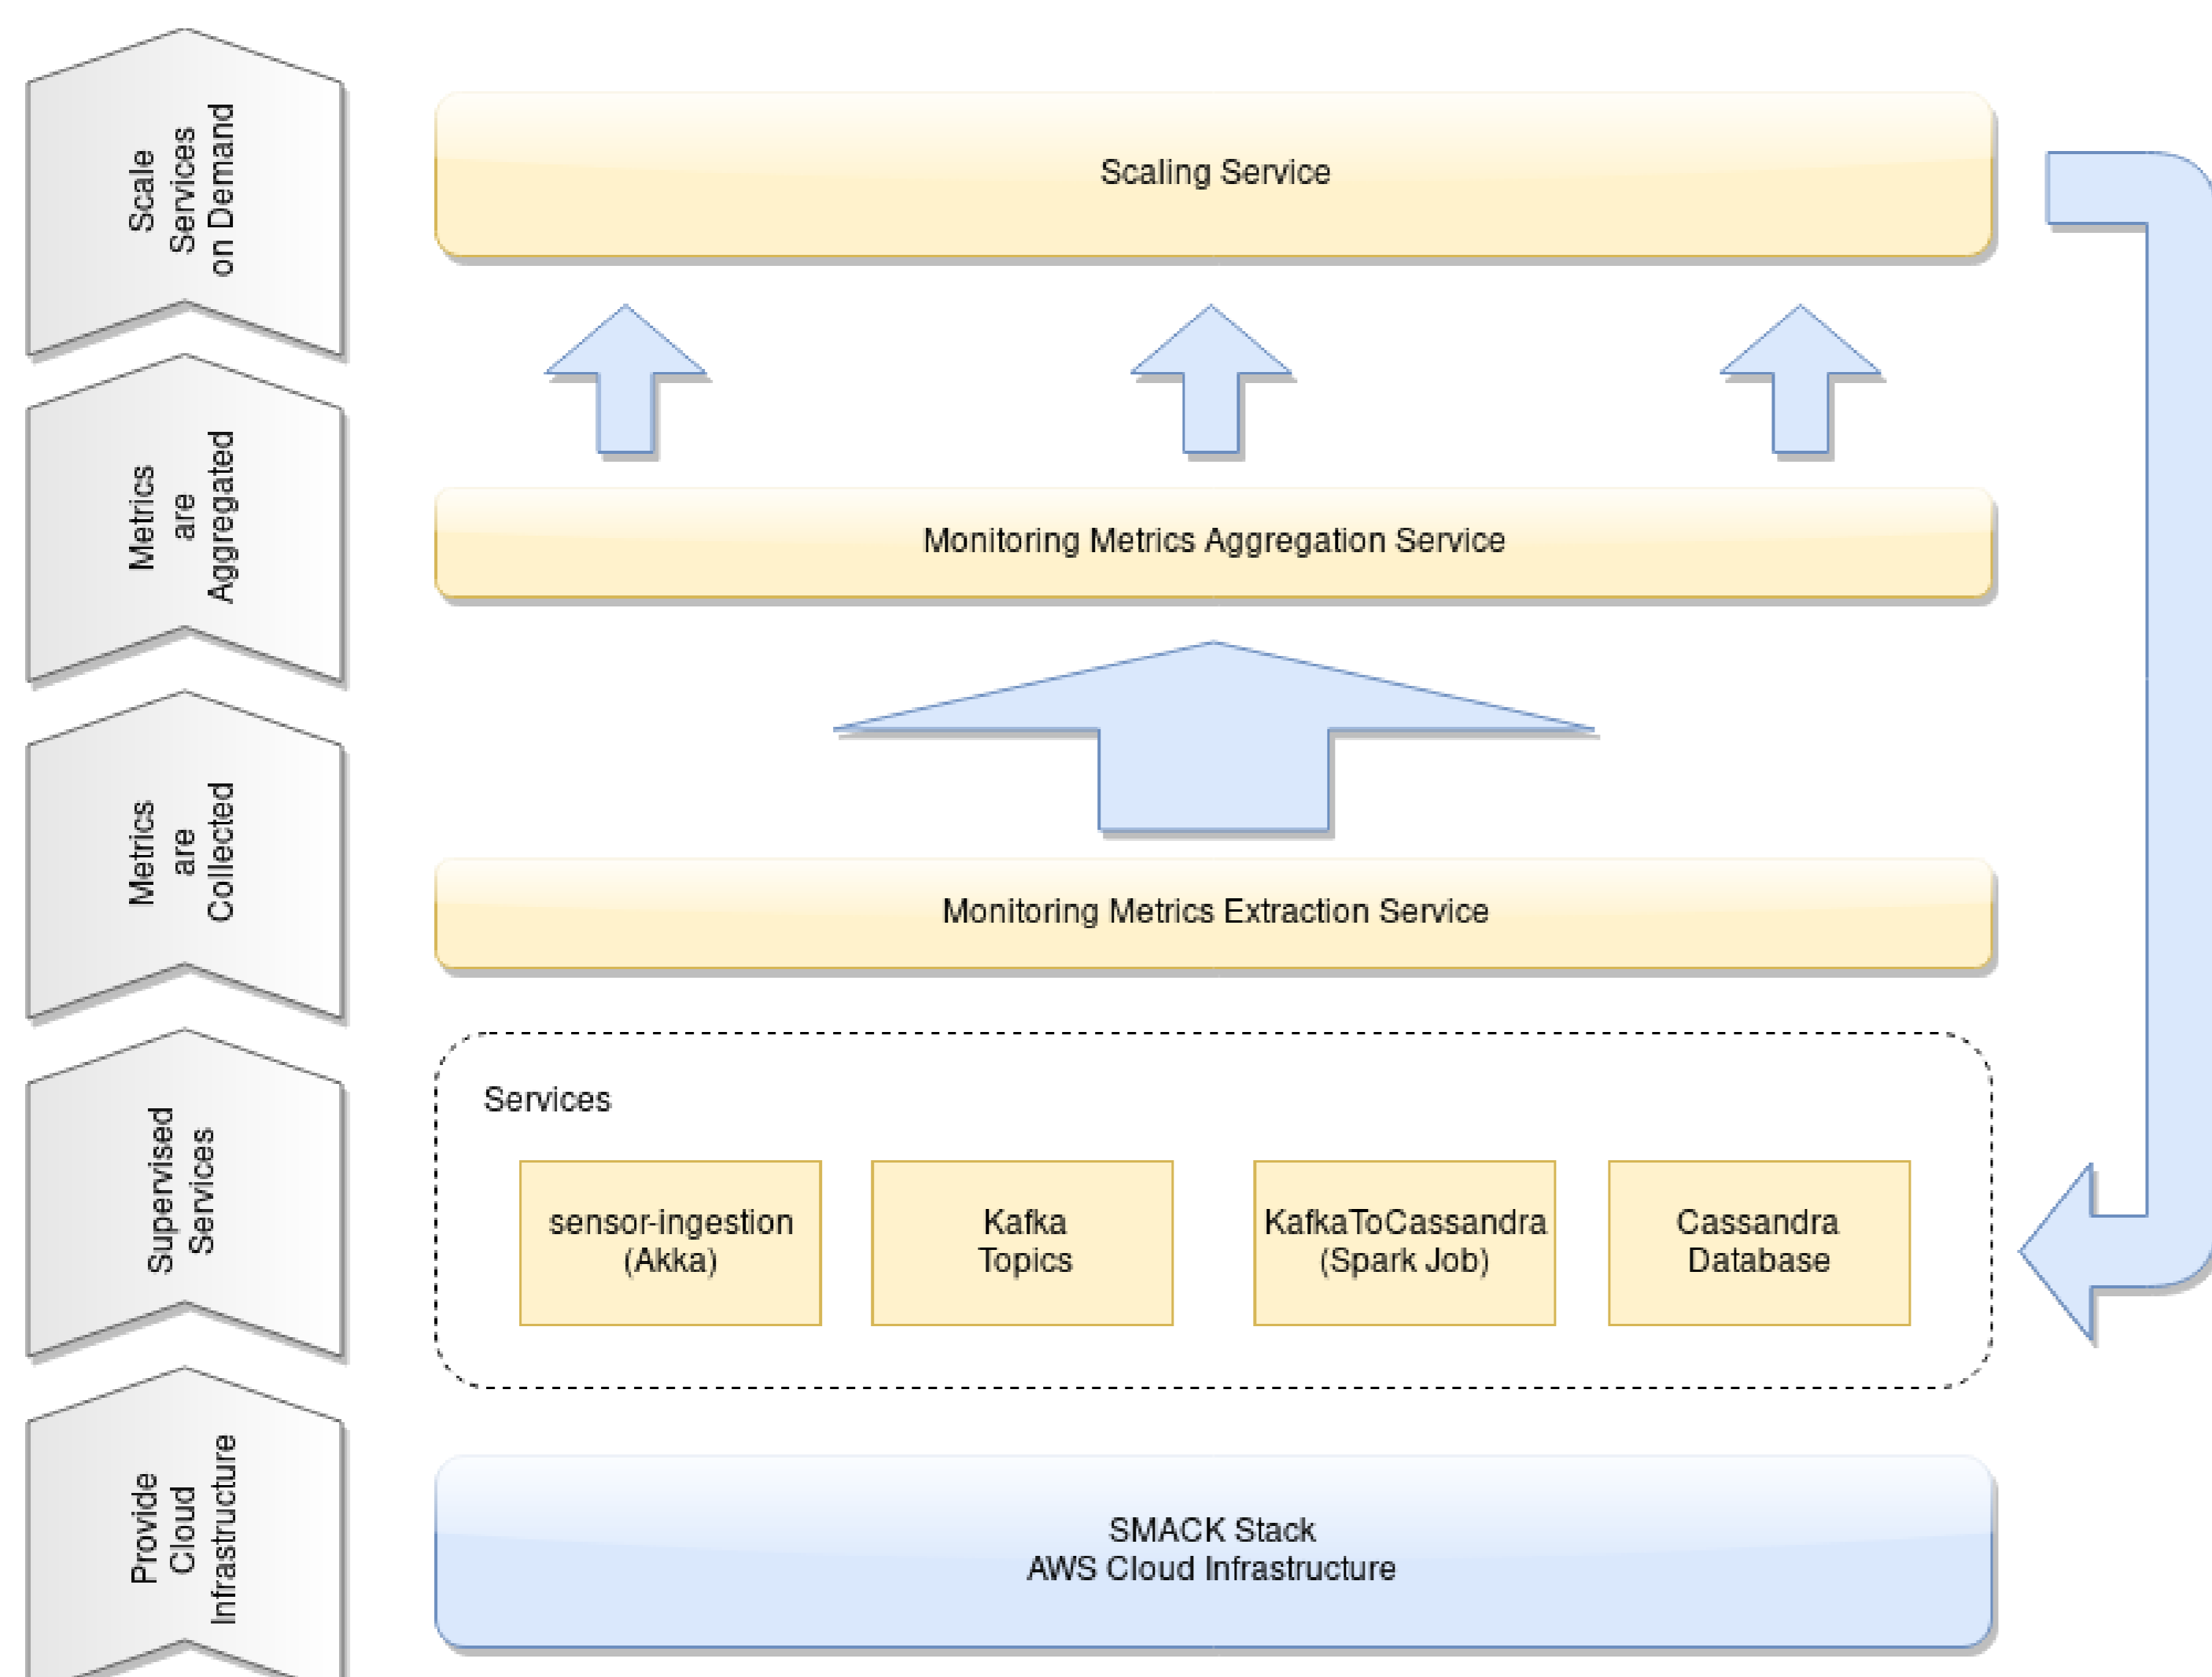 Scale
Services
on Demand
Scaling Service
Metrics
are
Aggregated
Monitoring Metrics Aggregation Service
Metrics
are
Collected
Monitoring Metrics Extraction Service
Supervised
Services
Services
sensor-ingestion
(Akka)
Kafka
Topics
KafkaToCassandra
(Spark Job)
Cassandra
Database
Provide
Cloud
Infrastructure
SMACK Stack
AWS Cloud Infrastructure